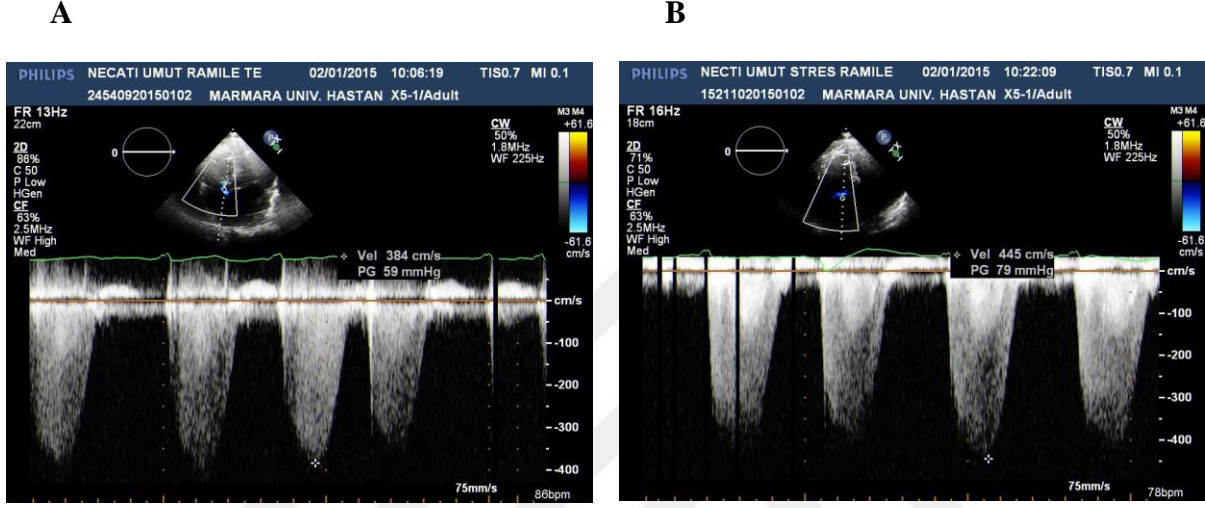 A
B
PHILIPS NECATI UMUT RAMILE TE 02/01/2015 10:06:19 TIS0.7 MI 0.1
24540920150102 MARMARA UNIV. HASTAN X5-1/Adult
FR 13Hz
22cm
2D
86%
C 50
P Low
HGen
CF
63%
2.5MHz
WF High
Med
0
P
CW
50%
1.8MHz
WF 225Hz
M3 M4
+61.6
-61.6
cm/s
Vel 384 cm/s
PG 59 mmHg
cm/s
-100
-200
-300
-400
75mm/s
86bpm
PHILIPS NECTI UMUT STRES RAMILE 02/01/2015 10:22:09 TIS0.7 MI 0.1
15211020150102 MARMARA UNIV. HASTAN X5-1/Adult
FR 16Hz
18cm
2D
71%
C 50
P Low
HGen
CF
63%
2.5MHz
WF High
Med
0
P
CW
50%
1.8MHz
WF 225Hz
M3 M4
+61.6
-61.6
cm/s
Vel 445 cm/s
PG 79 mmHg
cm/s
-100
-200
-300
-400
75mm/s
78bpm